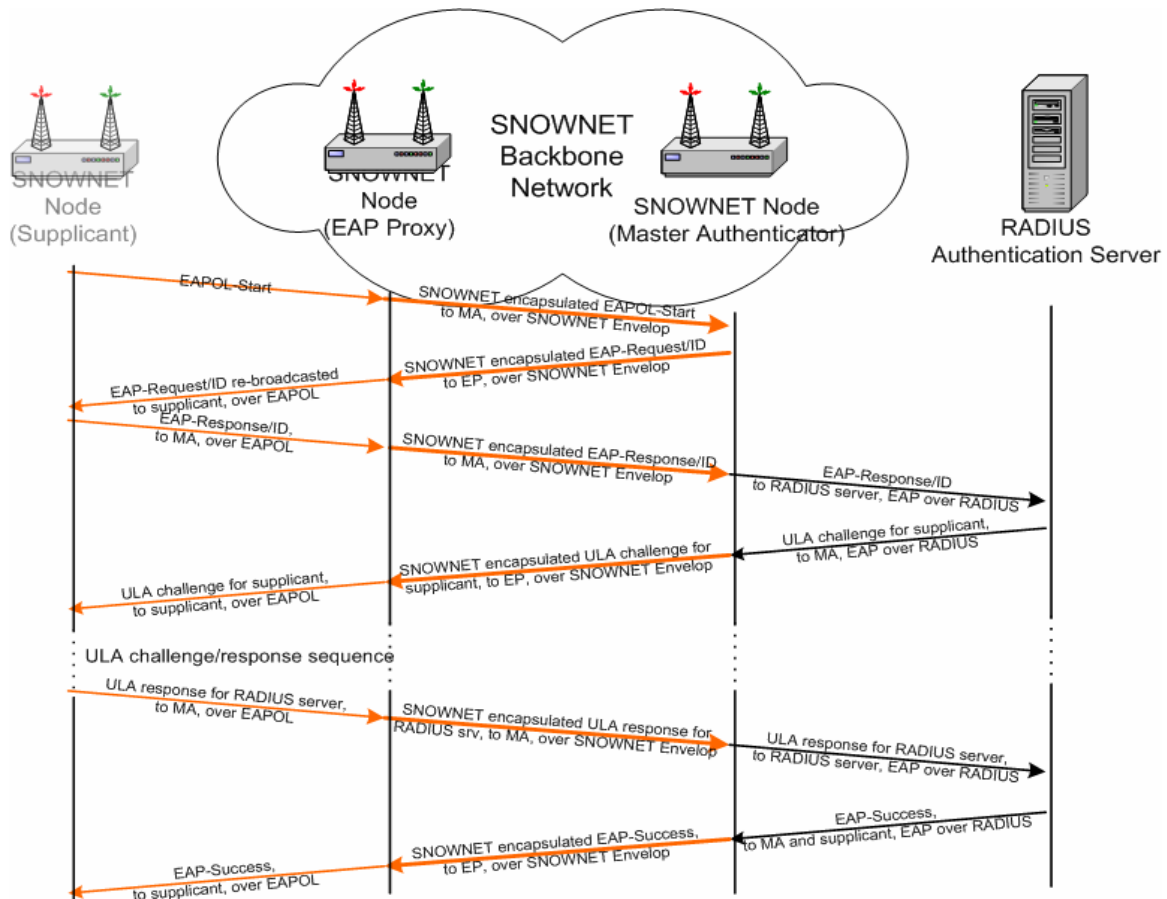 SNOWNET
Node
(Supplicant)
SNOWNET
Node
(EAP Proxy)
SNOWNET
Backbone
Network
SNOWNET Node
(Master Authenticator)
RADIUS
Authentication Server
EAPOL-Start
SNOWNET encapsulated EAPOL-Start
to MA, over SNOWNET Envelop
SNOWNET encapsulated EAP-Request/ID
to EP, over SNOWNET Envelop
EAP-Request/ID re-broadcasted
to supplicant, over EAPOL
EAP-Response/ID,
to MA, over EAPOL
SNOWNET encapsulated EAP-Response/ID
to MA, over SNOWNET Envelop
EAP-Response/ID
to RADIUS server, EAP over RADIUS
ULA challenge for supplicant,
to MA, EAP over RADIUS
SNOWNET encapsulated ULA challenge for
supplicant, to EP, over SNOWNET Envelop
ULA challenge for supplicant,
to supplicant, over EAPOL
ULA challenge/response sequence
ULA response for RADIUS server,
to MA, over EAPOL
SNOWNET encapsulated ULA response for
RADIUS srv, to MA, over SNOWNET Envelop
ULA response for RADIUS server,
to RADIUS server, EAP over RADIUS
EAP-Success,
to MA and supplicant, EAP over RADIUS
SNOWNET encapsulated EAP-Success,
to EP, over SNOWNET Envelop
EAP-Success,
to supplicant, over EAPOL